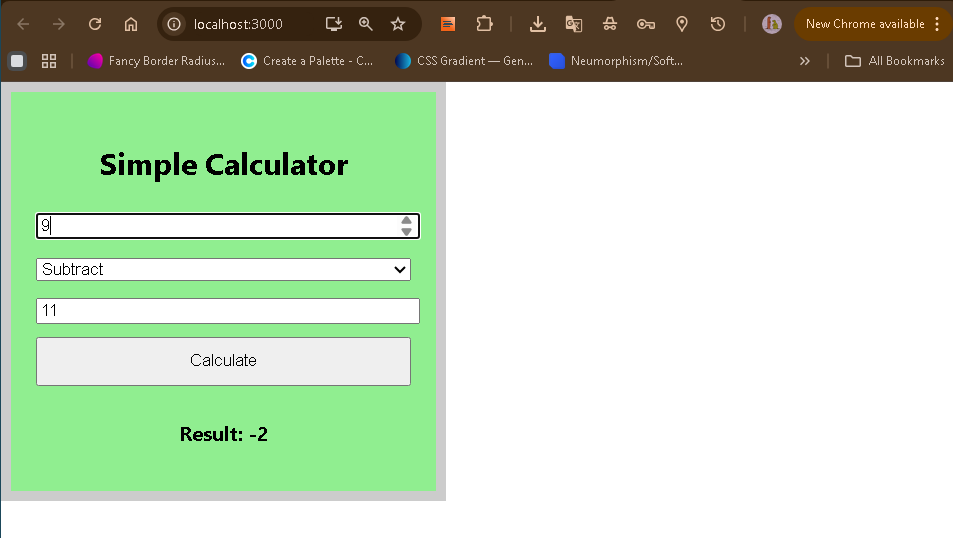 localhost:3000
New Chrome available
Fancy Border Radius...
Create a Palette - C...
CSS Gradient — Gen...
Neumorphism/Soft...
All Bookmarks
Simple Calculator
9
Subtract
11
Calculate
Result: -2